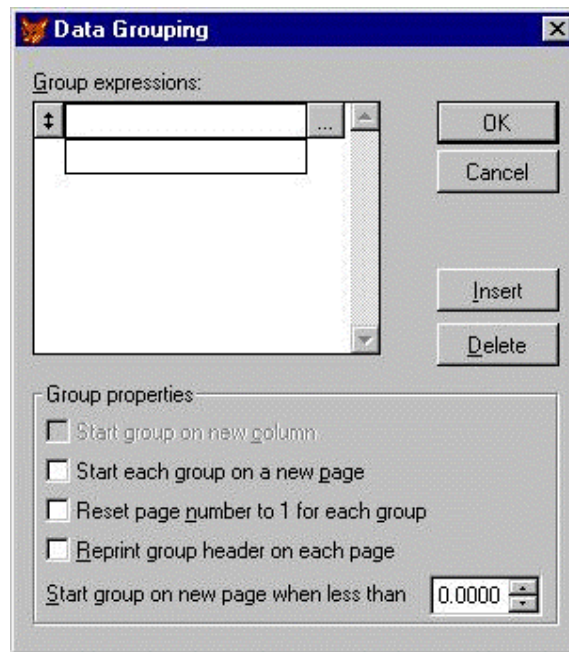 Data Grouping
Group expressions:
...
OK
Cancel
Insert
Delete
Group properties
Start group on new column
Start each group on a new page
Reset page number to 1 for each group
Reprint group header on each page
Start group on new page when less than 0.0000